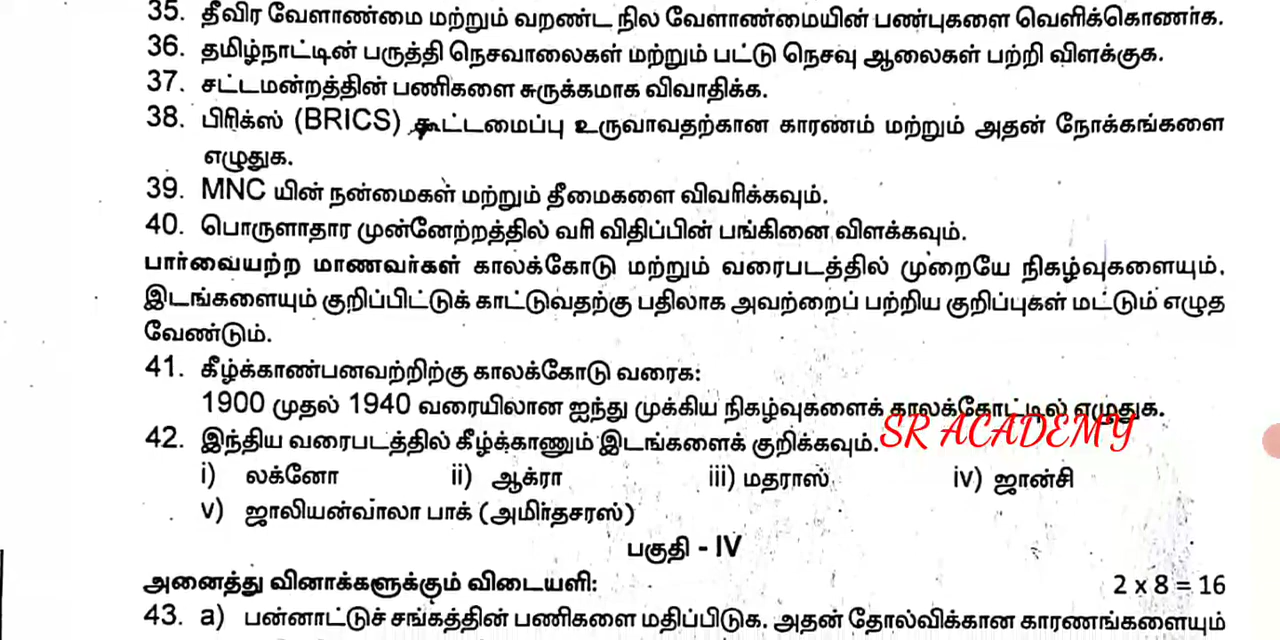 35. தீவிர வேளாண்மை மற்றும் வறண்ட நில வேளாண்மையின் பண்புகளை வெளிக்கொணர்க.
36. தமிழ்நாட்டின் பருத்தி நெசவாலைகள் மற்றும் பட்டு நெசவு ஆலைகள் பற்றி விளக்குக.
37. சட்டமன்றத்தின் பணிகளை சுருக்கமாக விவாதிக்க.
38. பிரிக்ஸ் (BRICS) கூட்டமைப்பு உருவாவதற்கான காரணம் மற்றும் அதன் நோக்கங்களை
எழுதுக.
39. MNC யின் நன்மைகள் மற்றும் தீமைகளை விவரிக்கவும்.
40. பொருளாதார முன்னேற்றத்தில் வரி விதிப்பின் பங்கினை விளக்கவும்.
பார்வையற்ற மாணவர்கள் காலக்கோடு மற்றும் வரைபடத்தில் முறையே நிகழ்வுகளையும்,
இடங்களையும் குறிப்பிட்டுக் காட்டுவதற்கு பதிலாக அவற்றைப் பற்றிய குறிப்புகள் மட்டும் எழுத
வேண்டும்.
41. கீழ்க்காண்பனவற்றிற்கு காலக்கோடு வரைக:
1900 முதல் 1940 வரையிலான ஐந்து முக்கிய நிகழ்வுகளைக் காலக்கோட்டில் எழுதுக.
42. இந்திய வரைபடத்தில் கீழ்க்காணும் இடங்களைக் குறிக்கவும். SR ACADEMY
i) லக்னோ ii) ஆக்ரா iii) மதராஸ் iv) ஜான்சி
v) ஜாலியன்வாலா பாக் (அமிர்தசரஸ்)
பகுதி - IV
அனைத்து வினாக்களுக்கும் விடையளி: 2 x 8 = 16
43. a) பன்னாட்டுச் சங்கத்தின் பணிகளை மதிப்பிடுக. அதன் தோல்விக்கான காரணங்களையும்